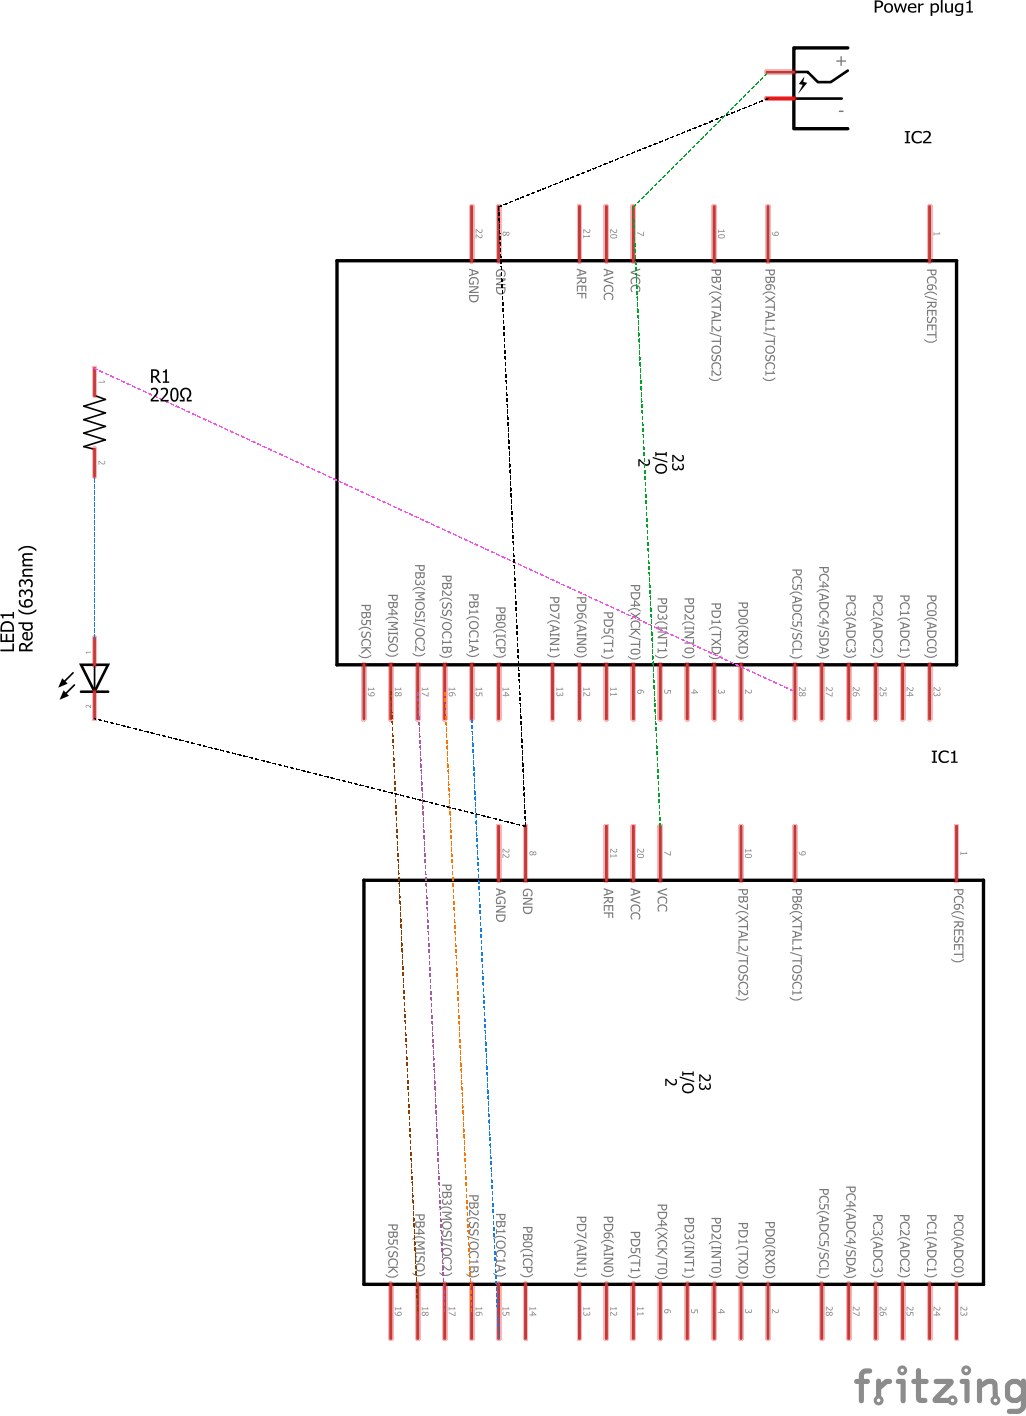 Power plug1
+
-
IC2
22
8
21
20
7
10
9
1
AGND
GND
AREF
AVCC
VCC
PB7(XTAL2/TOSC2)
PB6(XTAL1/TOSC1)
PC6(/RESET)
1
R1
220Ω
2
23
I/O
2
LED1
Red (633nm)
1
2
PB5(SCK)
PB4(MISO)
PB3(MOSI/OC2)
PB2(SS/OC1B)
PB1(OC1A)
PB0(ICP)
PD7(AIN1)
PD6(AIN0)
PD5(T1)
PD4(XCK/T0)
PD3(INT1)
PD2(INT0)
PD1(TXD)
PD0(RXD)
PC5(ADC5/SCL)
PC4(ADC4/SDA)
PC3(ADC3)
PC2(ADC2)
PC1(ADC1)
PC0(ADC0)
19
18
17
16
15
14
13
12
11
6
5
4
3
2
28
27
26
25
24
23
IC1
22
8
21
20
7
10
9
1
AGND
GND
AREF
AVCC
VCC
PB7(XTAL2/TOSC2)
PB6(XTAL1/TOSC1)
PC6(/RESET)
23
I/O
2
PB5(SCK)
PB4(MISO)
PB3(MOSI/OC2)
PB2(SS/OC1B)
PB1(OC1A)
PB0(ICP)
PD7(AIN1)
PD6(AIN0)
PD5(T1)
PD4(XCK/T0)
PD3(INT1)
PD2(INT0)
PD1(TXD)
PD0(RXD)
PC5(ADC5/SCL)
PC4(ADC4/SDA)
PC3(ADC3)
PC2(ADC2)
PC1(ADC1)
PC0(ADC0)
19
18
17
16
15
14
13
12
11
6
5
4
3
2
28
27
26
25
24
23
fritzing